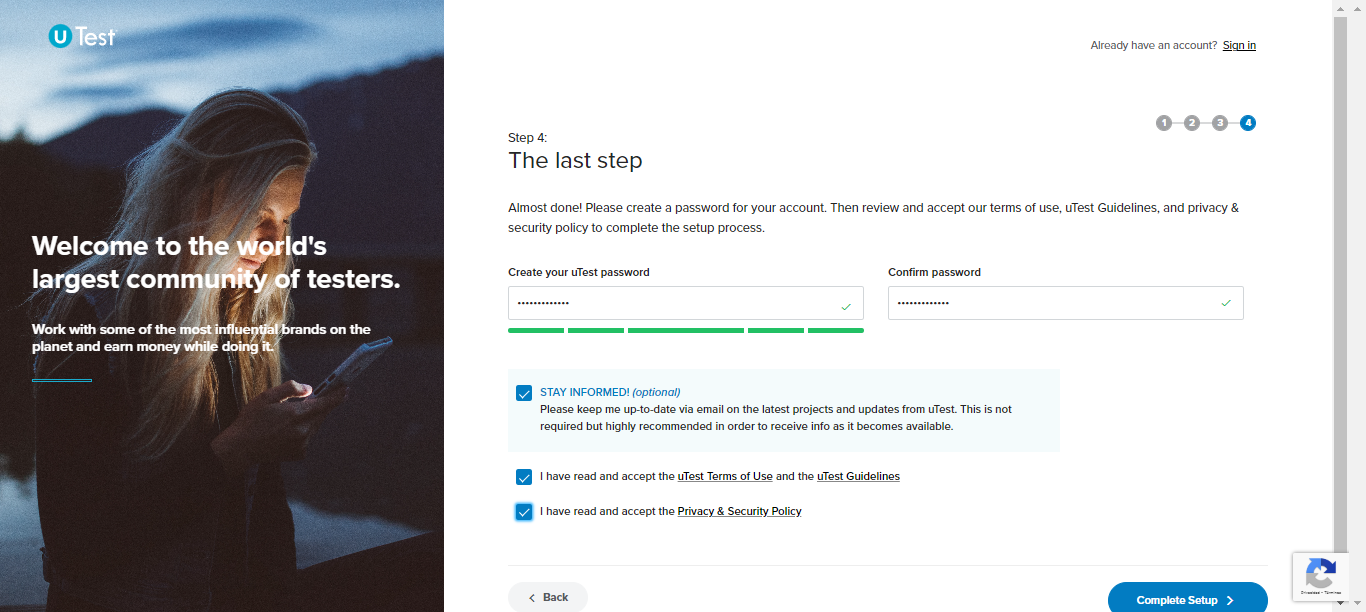 U Test
Already have an account? Sign in
1 2 3 4
Step 4:
The last step
Almost done! Please create a password for your account. Then review and accept our terms of use, uTest Guidelines, and privacy &
security policy to complete the setup process.
Welcome to the world's
largest community of testers.
Work with some of the most influential brands on the
planet and earn money while doing it.
Create your uTest password
Confirm password
STAY INFORMED! (optional)
Please keep me up-to-date via email on the latest projects and updates from uTest. This is not
required but highly recommended in order to receive info as it becomes available.
I have read and accept the uTest Terms of Use and the uTest Guidelines
I have read and accept the Privacy & Security Policy
Back
Complete Setup